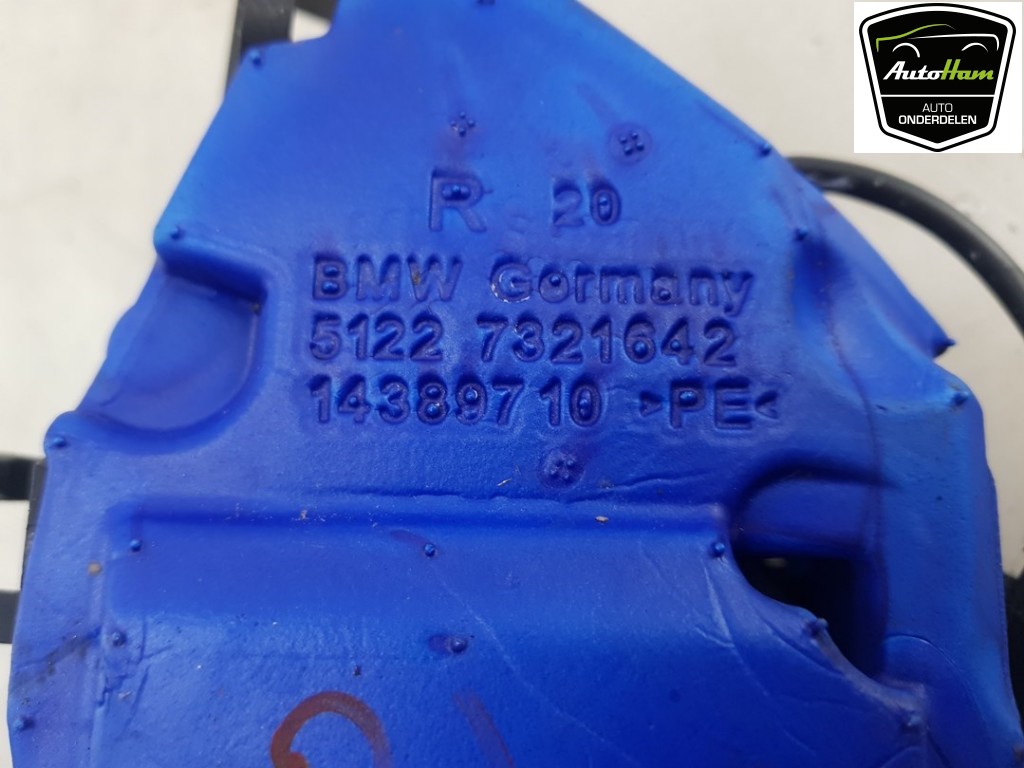 AutoHam
AUTO
ONDERDELEN
R 20
BMW Germany
5122 7321642
14389710 >PE<